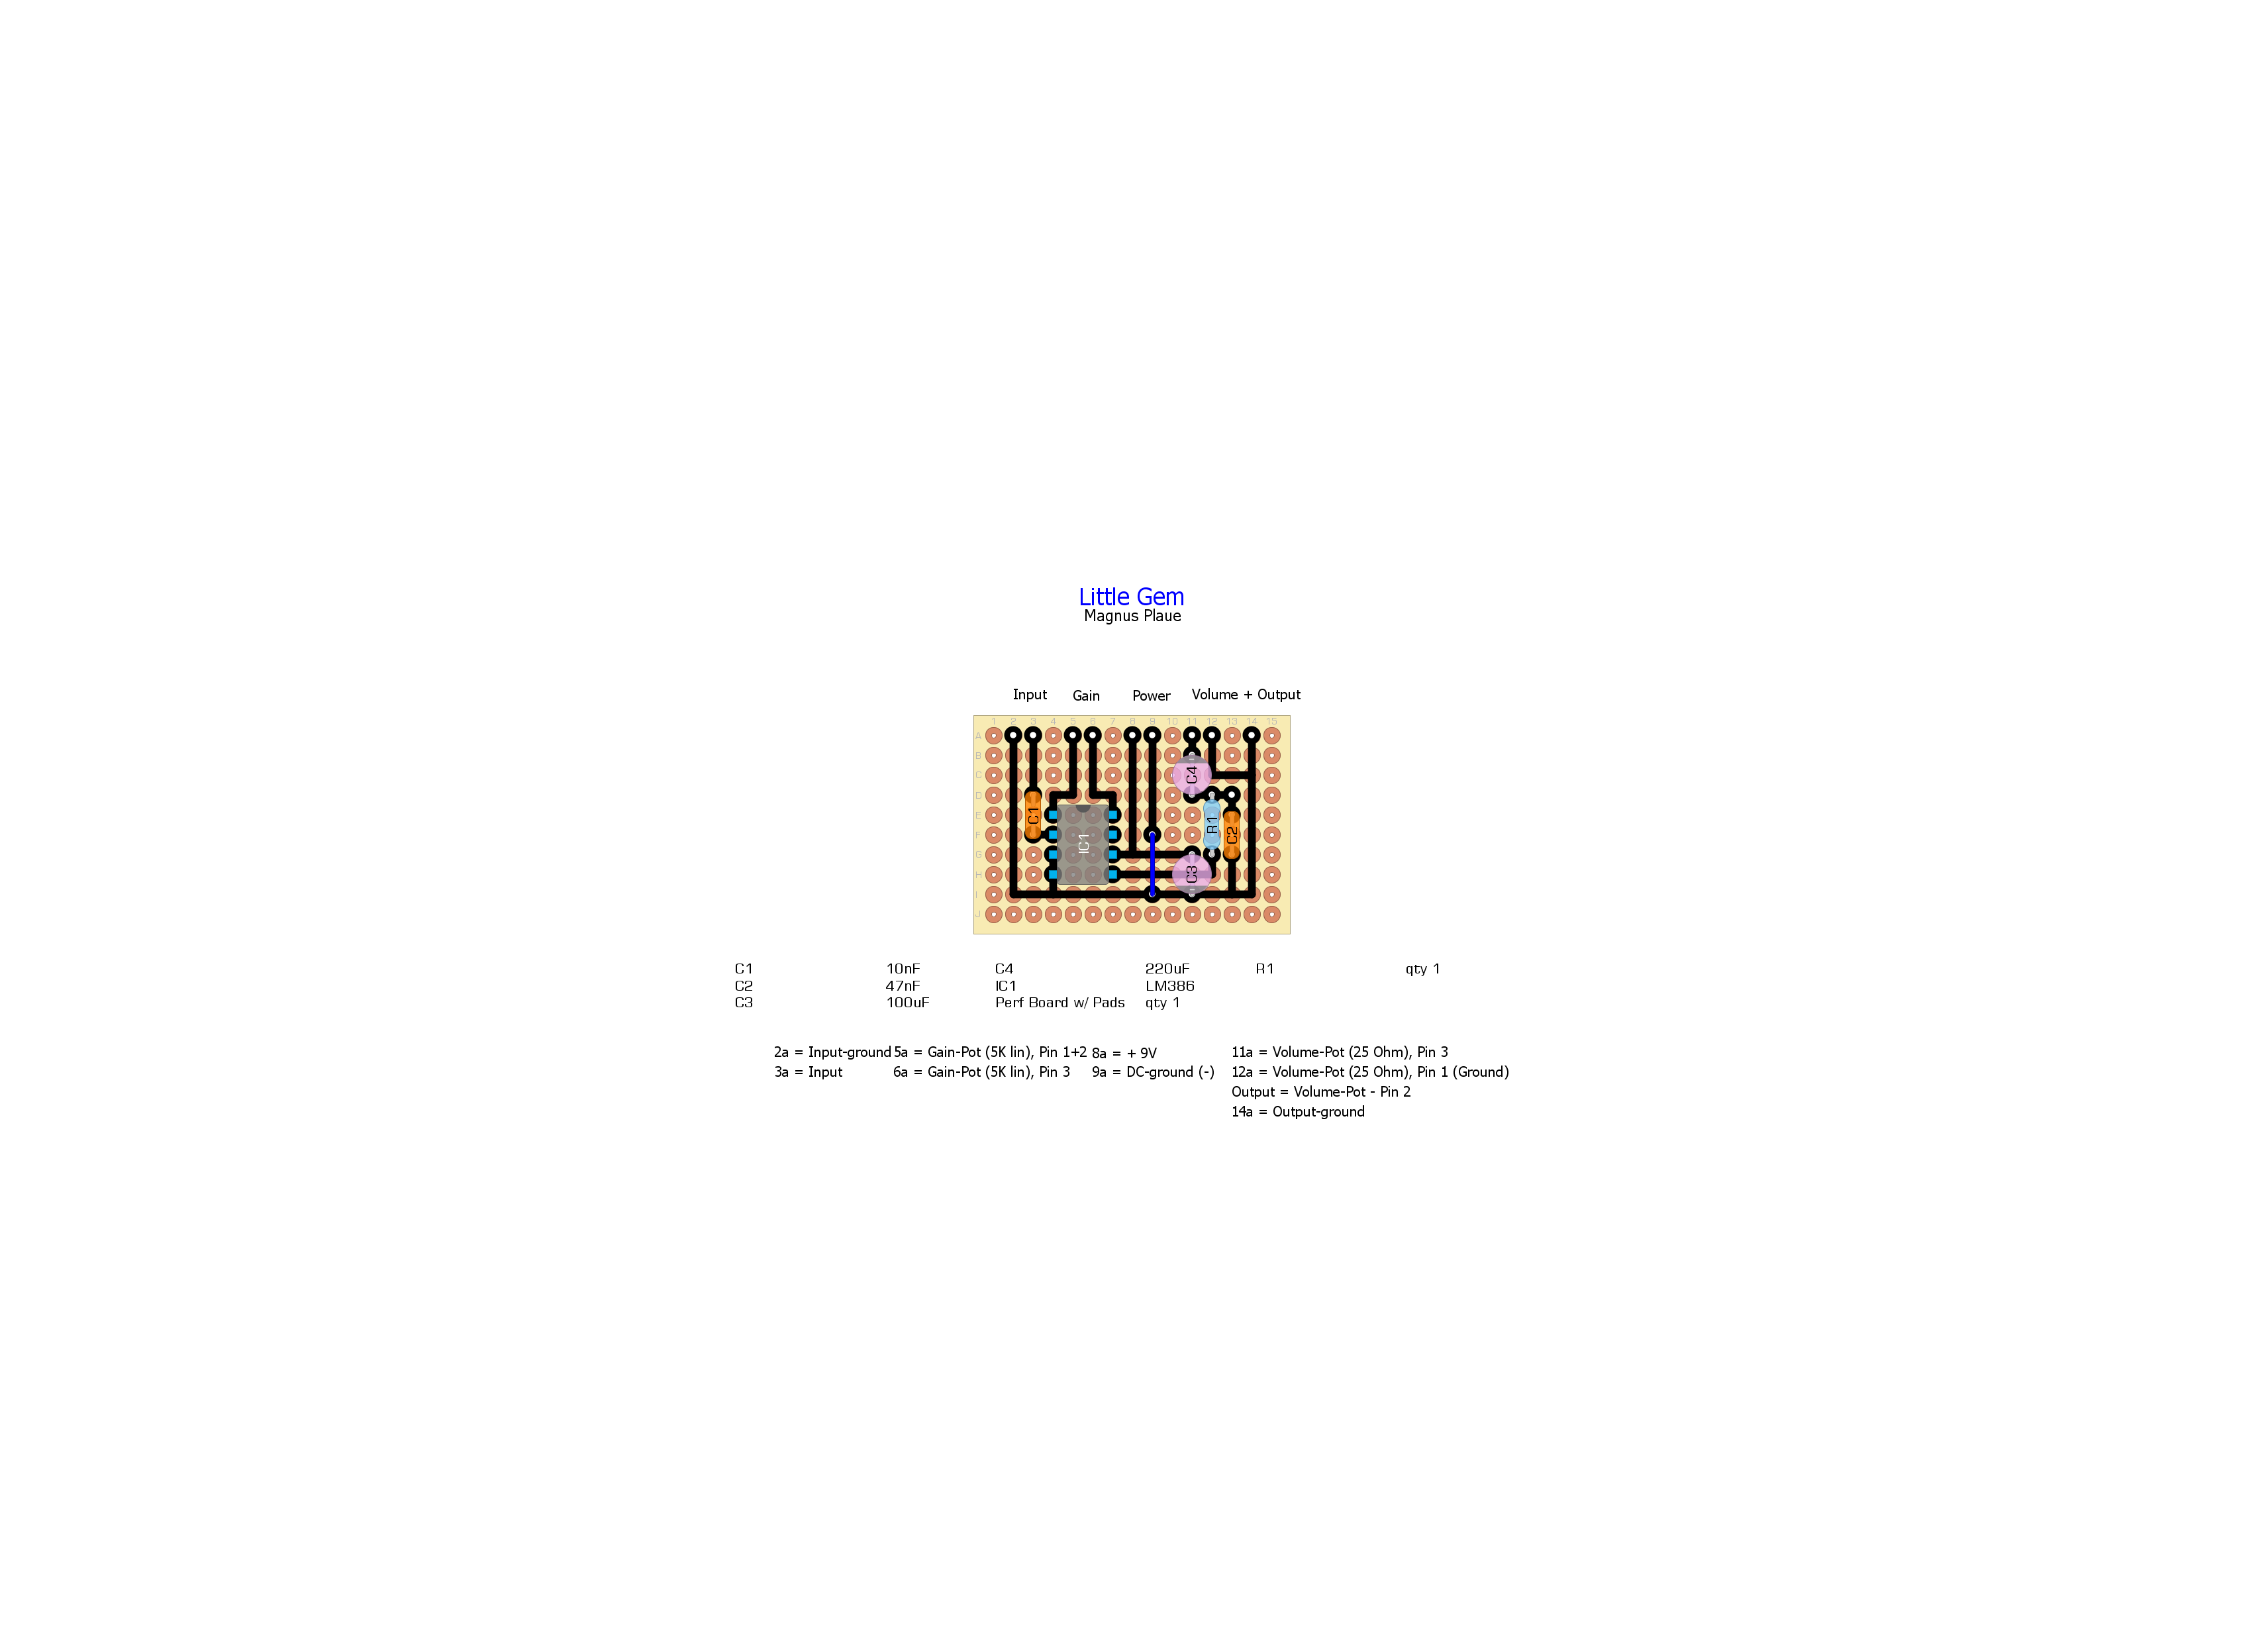 Little Gem
Magnus Plaue
Input Gain Power Volume + Output
1 2 3 4 5 6 7 8 9 10 11 12 13 14 15
A
B
C
D
E
F
G
H
I
J
C4
C1
R1
C2
IC1
C3
C1 10nF C4 220uF R1 qty 1
C2 47nF IC1 LM386
C3 100uF Perf Board w/ Pads qty 1
2a = Input-ground 5a = Gain-Pot (5K lin), Pin 1+2 8a = + 9V 11a = Volume-Pot (25 Ohm), Pin 3
3a = Input 6a = Gain-Pot (5K lin), Pin 3 9a = DC-ground (-) 12a = Volume-Pot (25 Ohm), Pin 1 (Ground)
Output = Volume-Pot - Pin 2
14a = Output-ground